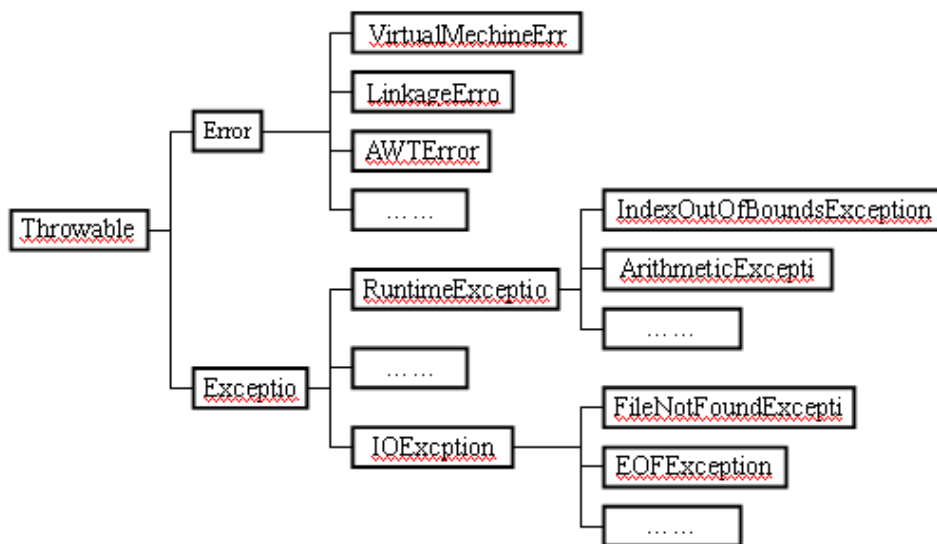 VirtualMechineErr
LinkageErro
Error
AWTError
... ...
IndexOutOfBoundsException
Throwable
ArithmeticExcepti
RuntimeExceptio
... ...
... ...
Exceptio
FileNotFoundExcepti
IOExcption
EOFException
... ...